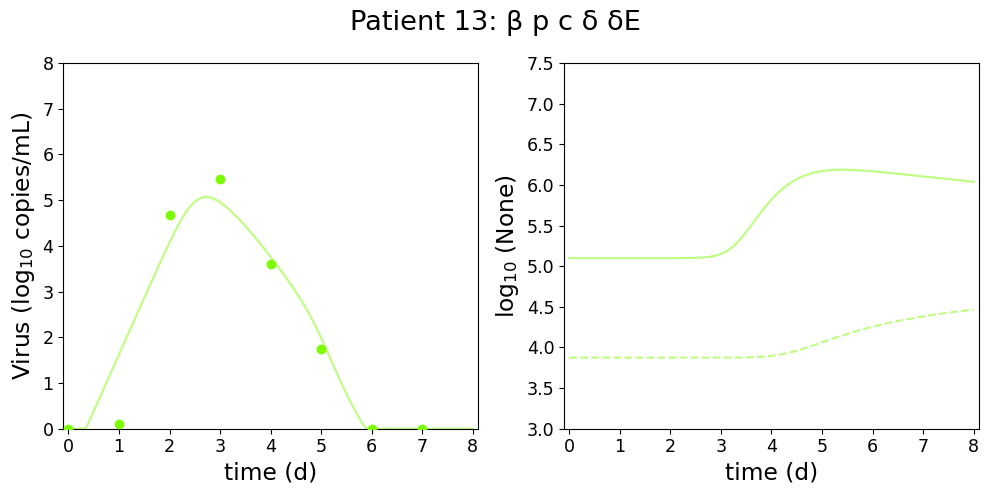 Patient 13: β p c δ δE
Virus (log10 copies/mL)
8
7
6
5
4
3
2
1
0
0 1 2 3 4 5 6 7 8
time (d)
log10 (None)
7.5
7.0
6.5
6.0
5.5
5.0
4.5
4.0
3.5
3.0
0 1 2 3 4 5 6 7 8
time (d)